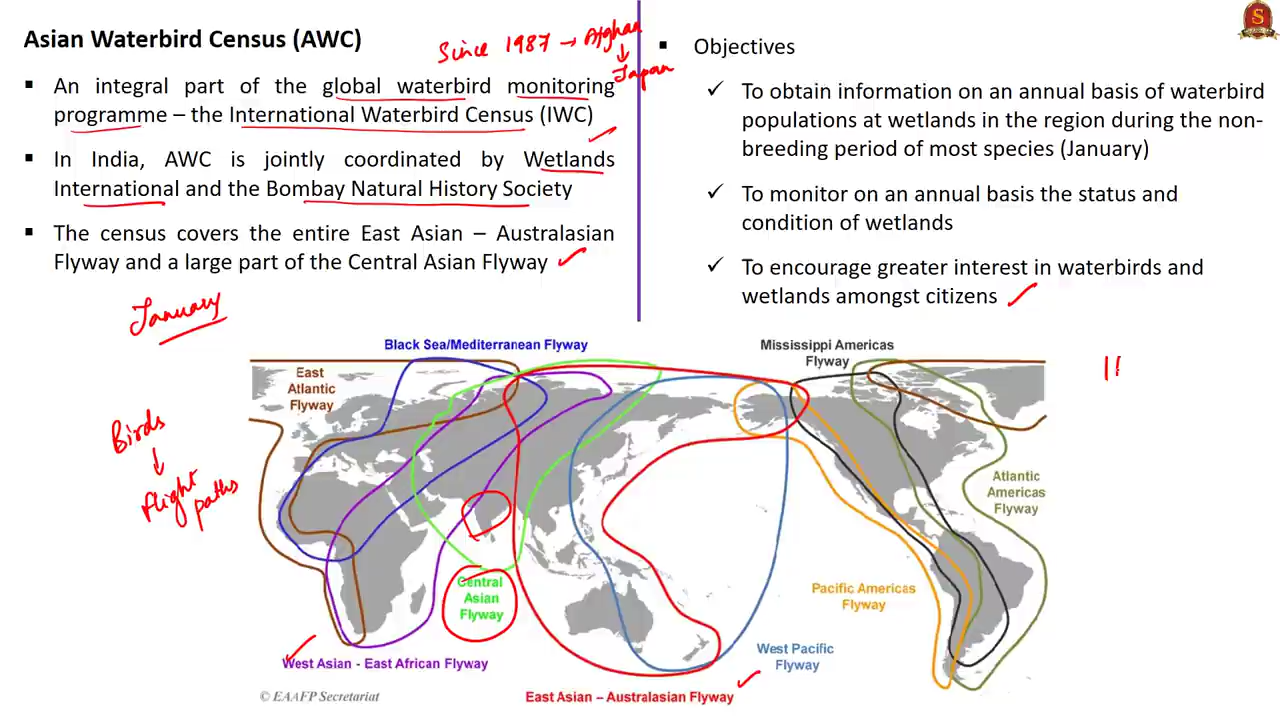 Asian Waterbird Census (AWC)
Since 1987 → Afghan
↓
Japan
▪ An integral part of the global waterbird monitoring
programme – the International Waterbird Census (IWC)
▪ In India, AWC is jointly coordinated by Wetlands
International and the Bombay Natural History Society
▪ The census covers the entire East Asian – Australasian
Flyway and a large part of the Central Asian Flyway
January
▪ Objectives
✓ To obtain information on an annual basis of waterbird
populations at wetlands in the region during the non-
breeding period of most species (January)
✓ To monitor on an annual basis the status and
condition of wetlands
✓ To encourage greater interest in waterbirds and
wetlands amongst citizens
S
Black Sea/Mediterranean Flyway
Mississippi Americas
Flyway
East
Atlantic
Flyway
11
Birds
↓
flight
paths
Atlantic
Americas
Flyway
Central
Asian
Flyway
Pacific Americas
Flyway
West Pacific
Flyway
West Asian - East African Flyway
East Asian – Australasian Flyway
© EAAFP Secretariat